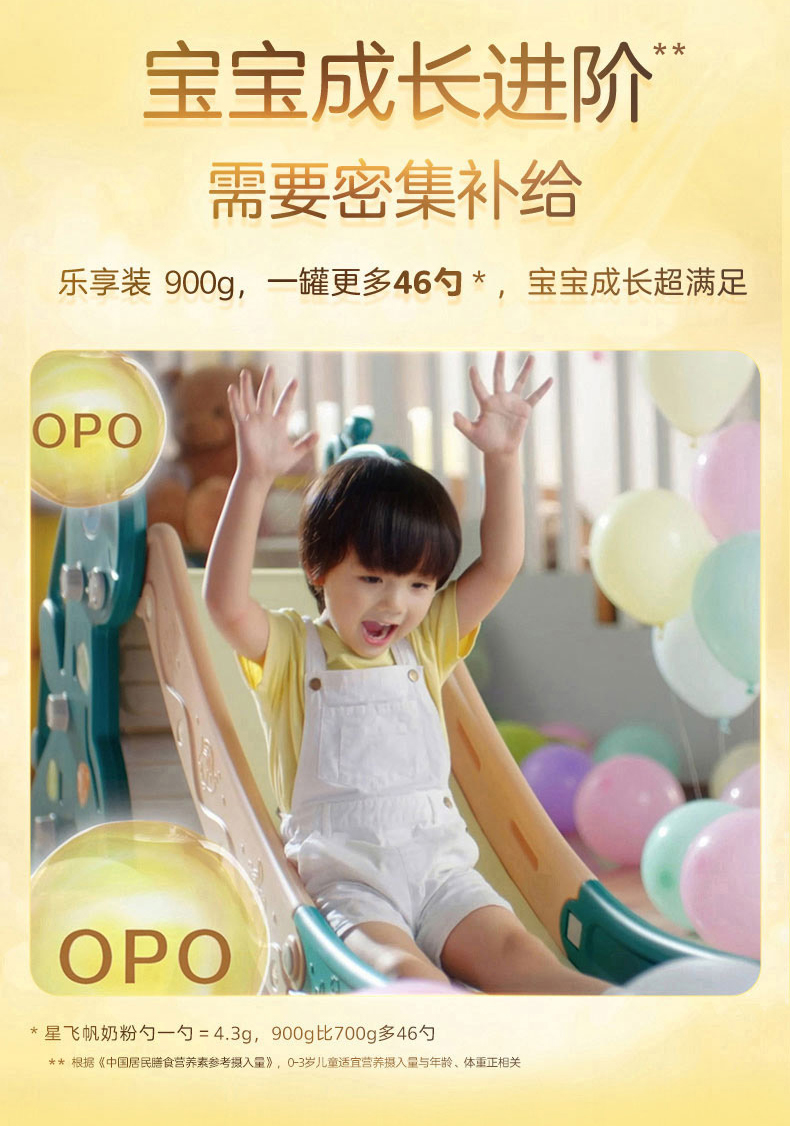 宝宝成长进阶**
需要密集补给
乐享装 900g，一罐更多46勺*，宝宝成长超满足
OPO
OPO
* 星飞帆奶粉勺一勺=4.3g，900g比700g多46勺
** 根据《中国居民膳食营养素参考摄入量》，0-3岁儿童适宜营养摄入量与年龄、体重正相关